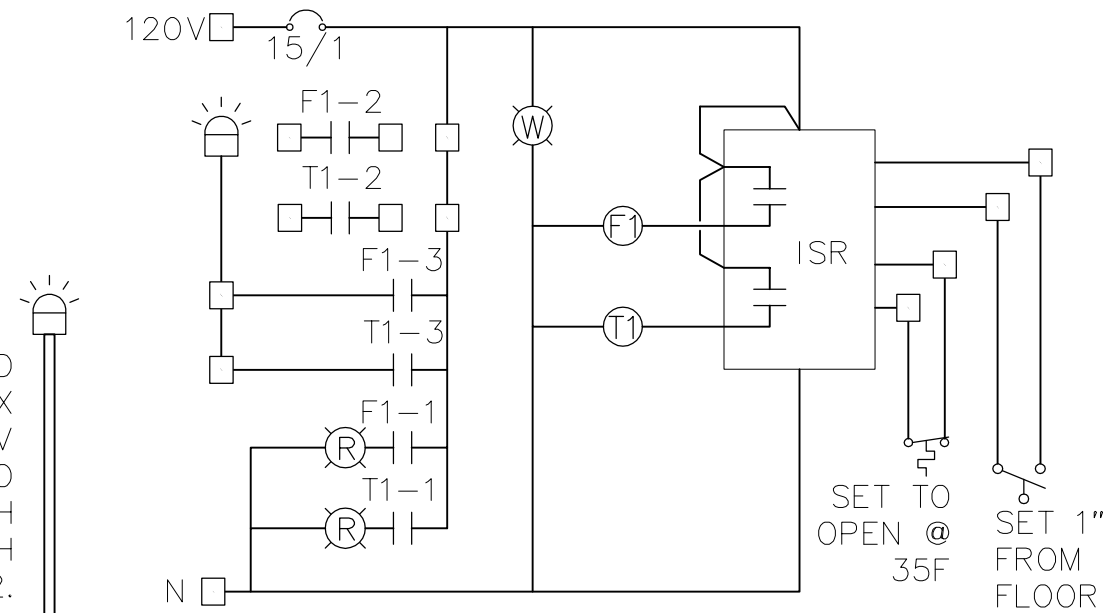 120V
15/1
F1-2
W
T1-2
F1
ISR
F1-3
T1
T1-3
F1-1
R
T1-1
R
N
SET TO
OPEN @
35F
SET 1"
FROM
FLOOR
O
X
V
O
H
H
2.